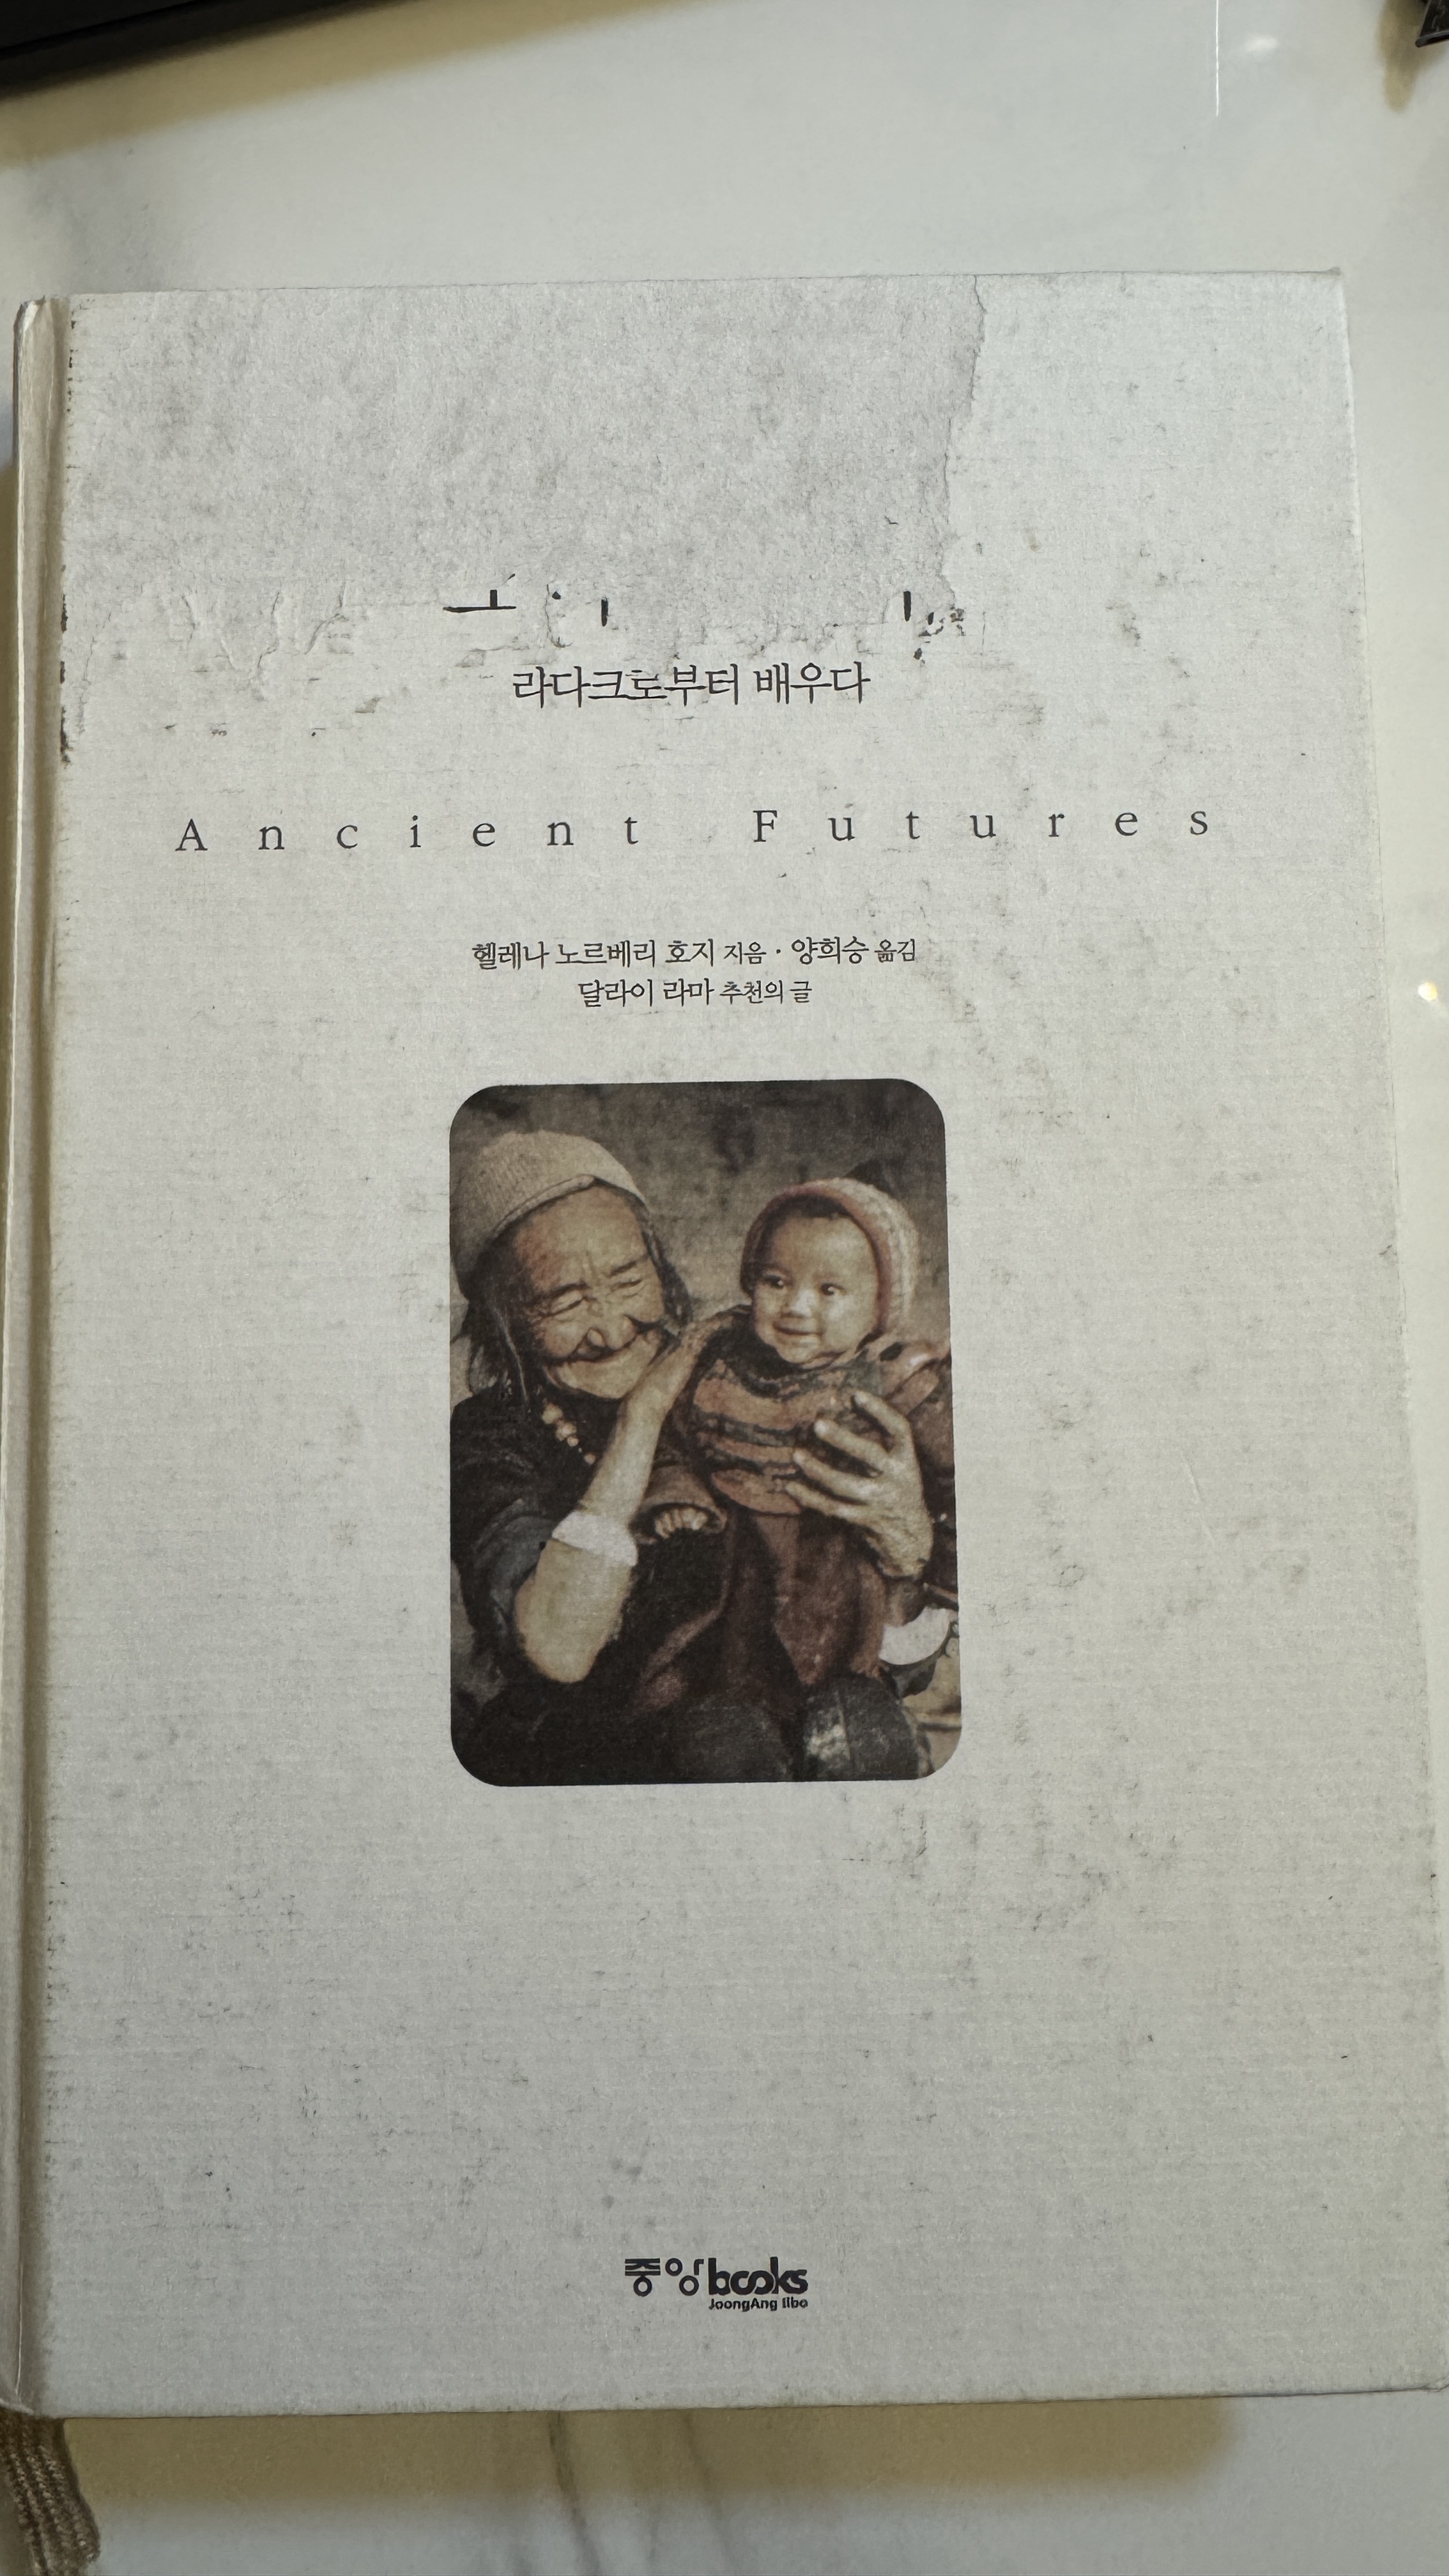 라다크로부터 배우다
Ancient Futures
헬레나 노르베리 호지 지음 · 양희승 옮김
달라이 라마 추천의 글
중앙books
JoongAng Ilbo